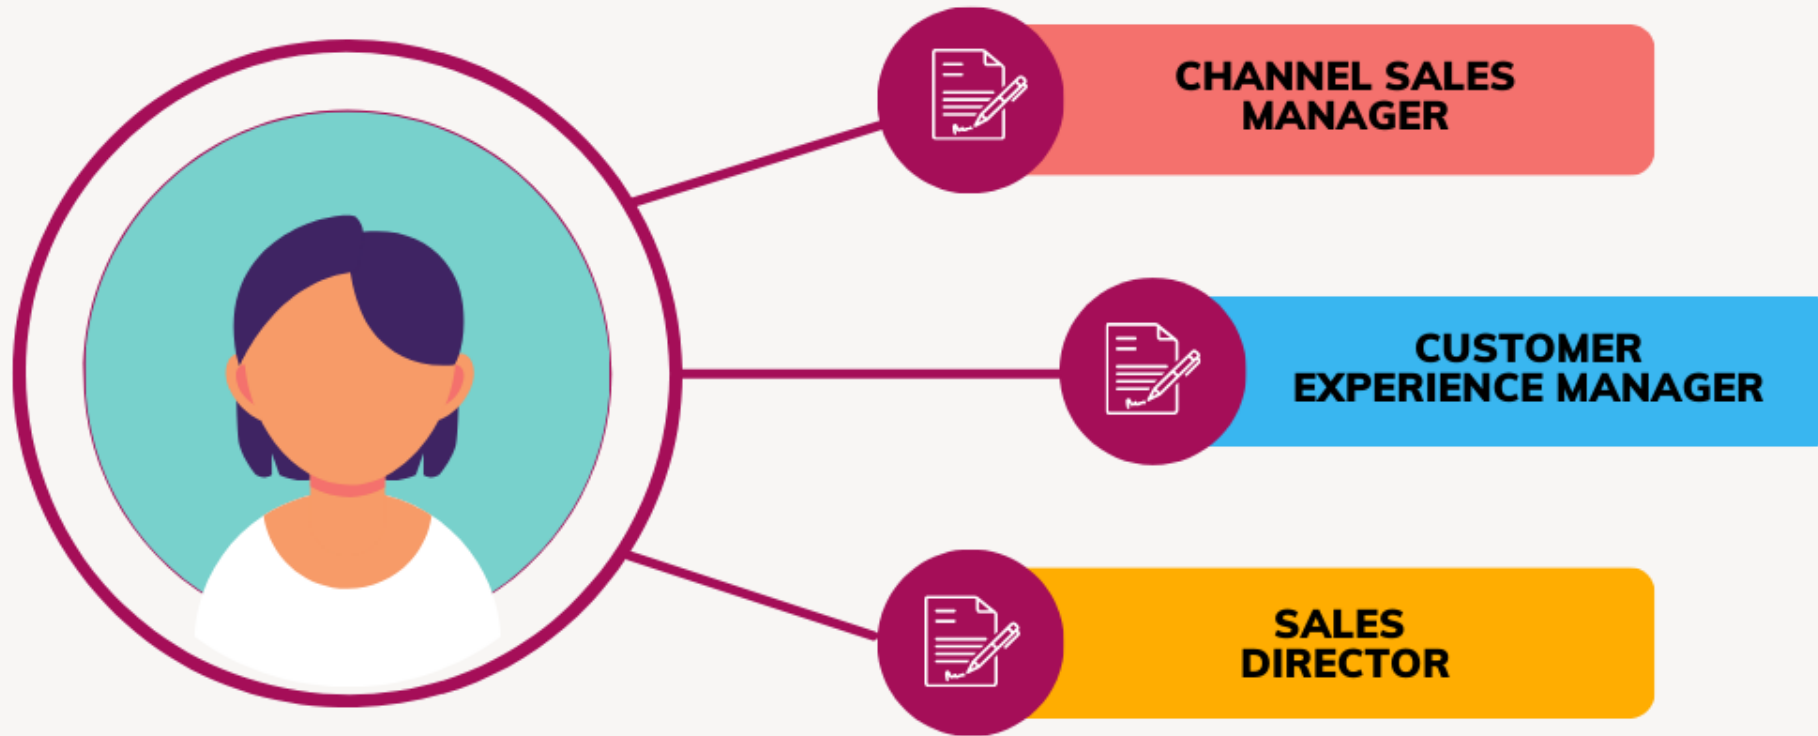 CHANNEL SALES
MANAGER
CUSTOMER
EXPERIENCE MANAGER
SALES
DIRECTOR